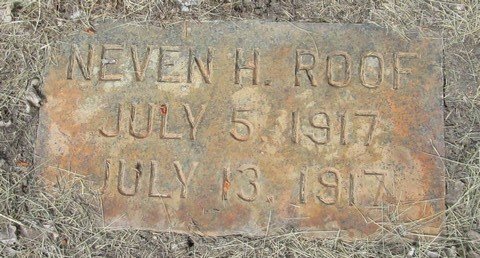 NEVEN H. ROOF
JULY 5, 1917
JULY 13, 1917